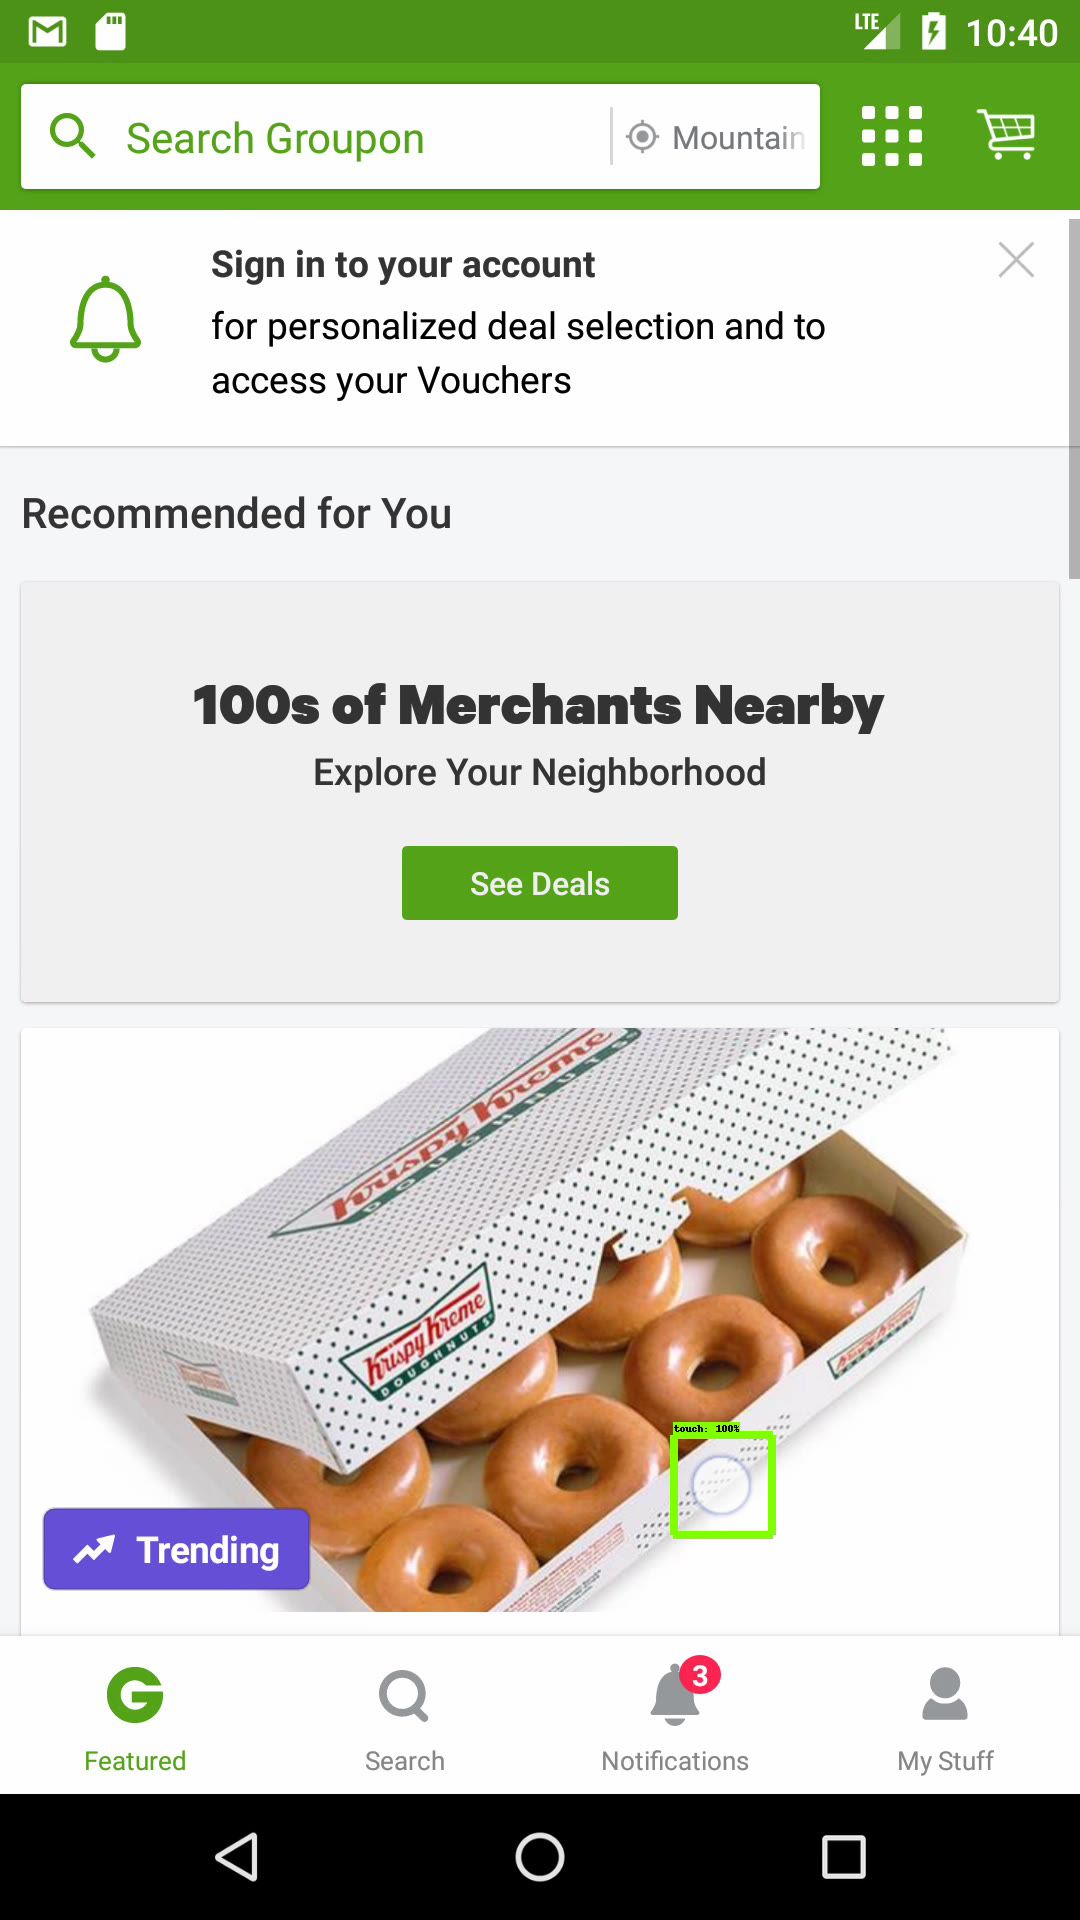 LTE 10:40
Search Groupon Mountain
Sign in to your account
for personalized deal selection and to
access your Vouchers
Recommended for You
100s of Merchants Nearby
Explore Your Neighborhood
See Deals
Krispy Kreme
DOUGHNUTS
Krispy Kreme
DOUGHNUTS
Krispy Kreme
touch: 100%
Trending
3
Featured Search Notifications My Stuff